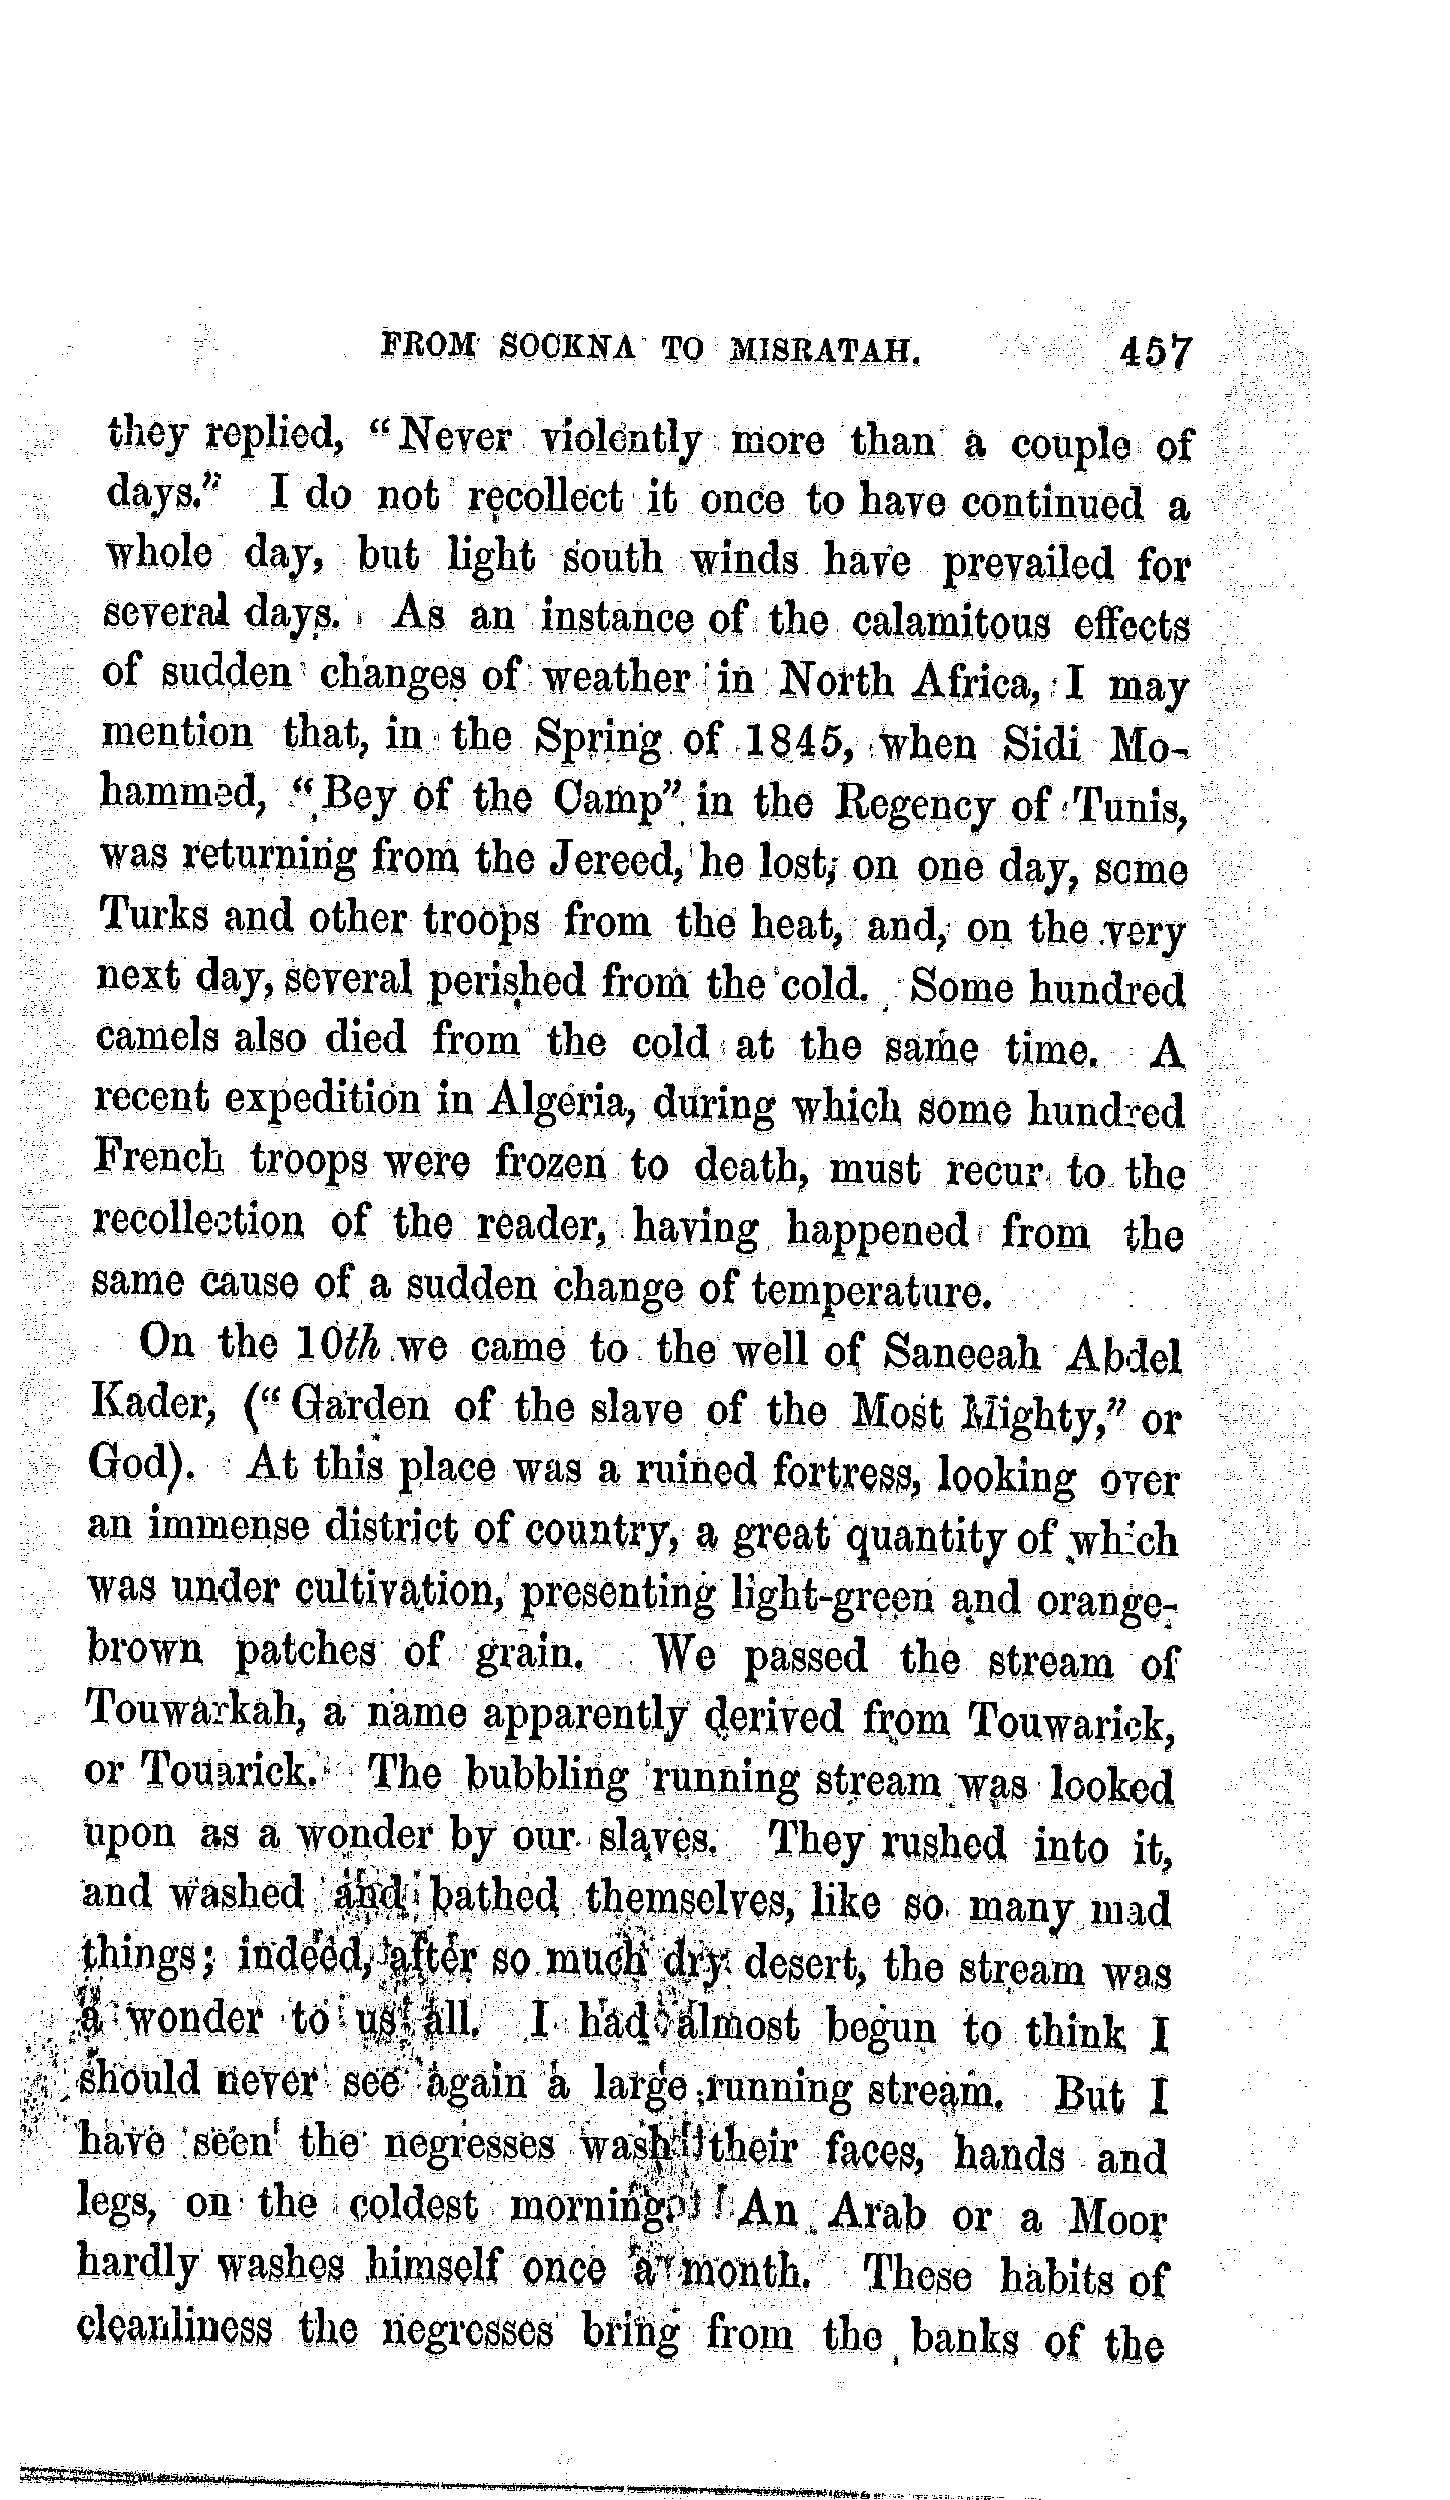 FROM SOCKNA TO MISRATAH. 457
they replied, “Never violently more than a couple of
days.” I do not recollect it once to have continued a
whole day, but light south winds have prevailed for
several days. As an instance of the calamitous effects
of sudden changes of weather in North Africa, I may
mention that, in the Spring of 1845, when Sidi Mo-
hammed, “Bey of the Camp” in the Regency of Tunis,
was returning from the Jereed, he lost, on one day, some
Turks and other troops from the heat, and, on the very
next day, several perished from the cold. Some hundred
camels also died from the cold at the same time. A
recent expedition in Algeria, during which some hundred
French troops were frozen to death, must recur to the
recollection of the reader, having happened from the
same cause of a sudden change of temperature.
On the 10th we came to the well of Saneeah Abdel
Kader, (“Garden of the slave of the Most Mighty,” or
God). At this place was a ruined fortress, looking over
an immense district of country, a great quantity of which
was under cultivation, presenting light-green and orange-
brown patches of grain. We passed the stream of
Touwarkah, a name apparently derived from Touwarick,
or Touarick. The bubbling running stream was looked
upon as a wonder by our slaves. They rushed into it,
and washed and bathed themselves, like so many mad
things; indeed, after so much dry desert, the stream was
a wonder to us all. I had almost begun to think I
should never see again a large running stream. But I
have seen the negresses wash their faces, hands and
legs, on the coldest morning. An Arab or a Moor
hardly washes himself once a month. These habits of
cleanliness the negresses bring from the banks of the